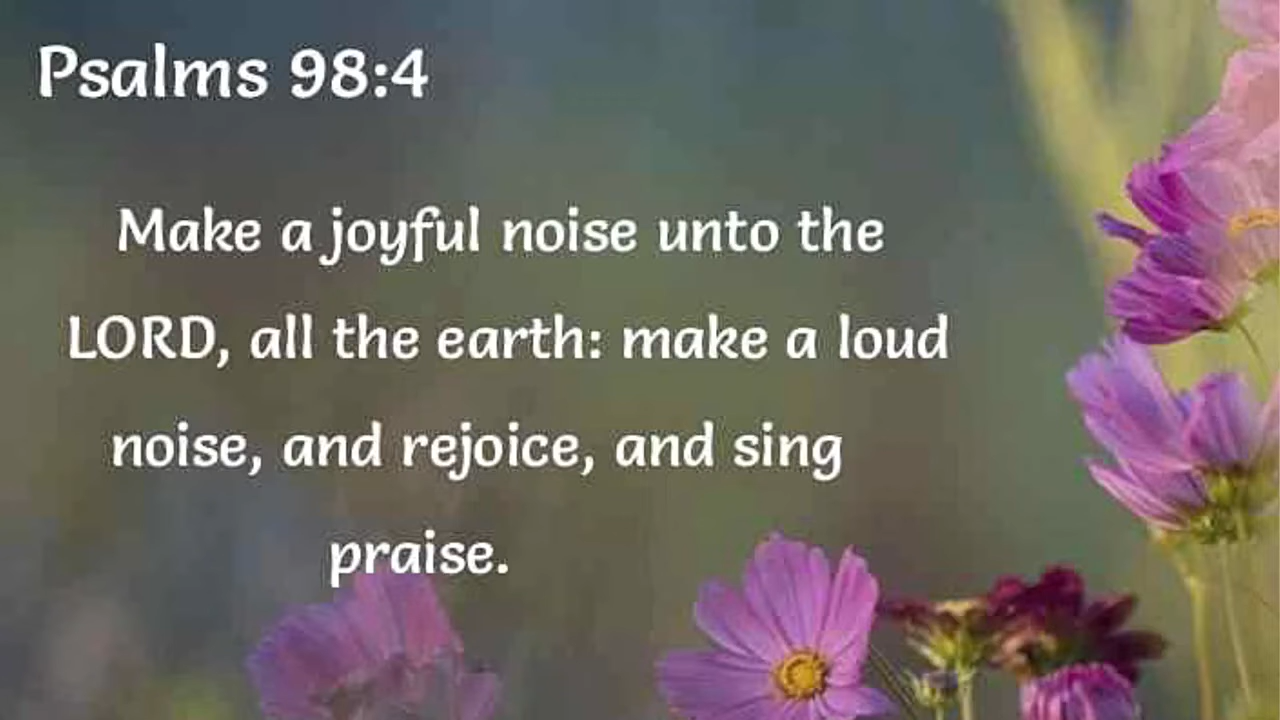 Psalms 98:4
Make a joyful noise unto the
LORD, all the earth: make a loud
noise, and rejoice, and sing
praise.